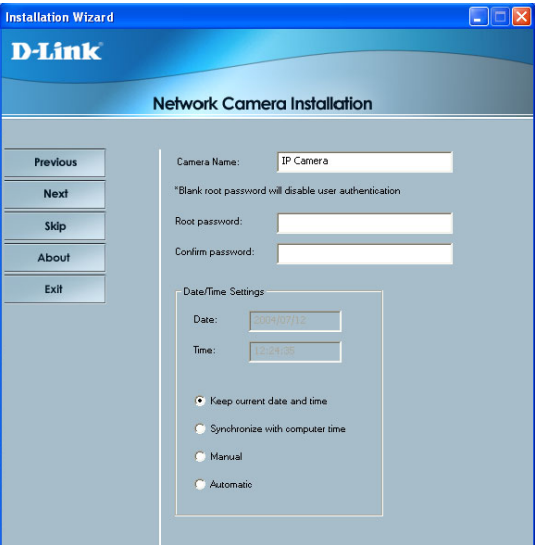 Installation Wizard
D-Link
Network Camera Installation
Previous
Next
Skip
About
Exit
Camera Name: IP Camera
*Blank root password will disable user authentication
Root password:
Confirm password:
Date/Time Settings
Date: 2004/07/12
Time: 12:24:35
Keep current date and time
Synchronize with computer time
Manual
Automatic